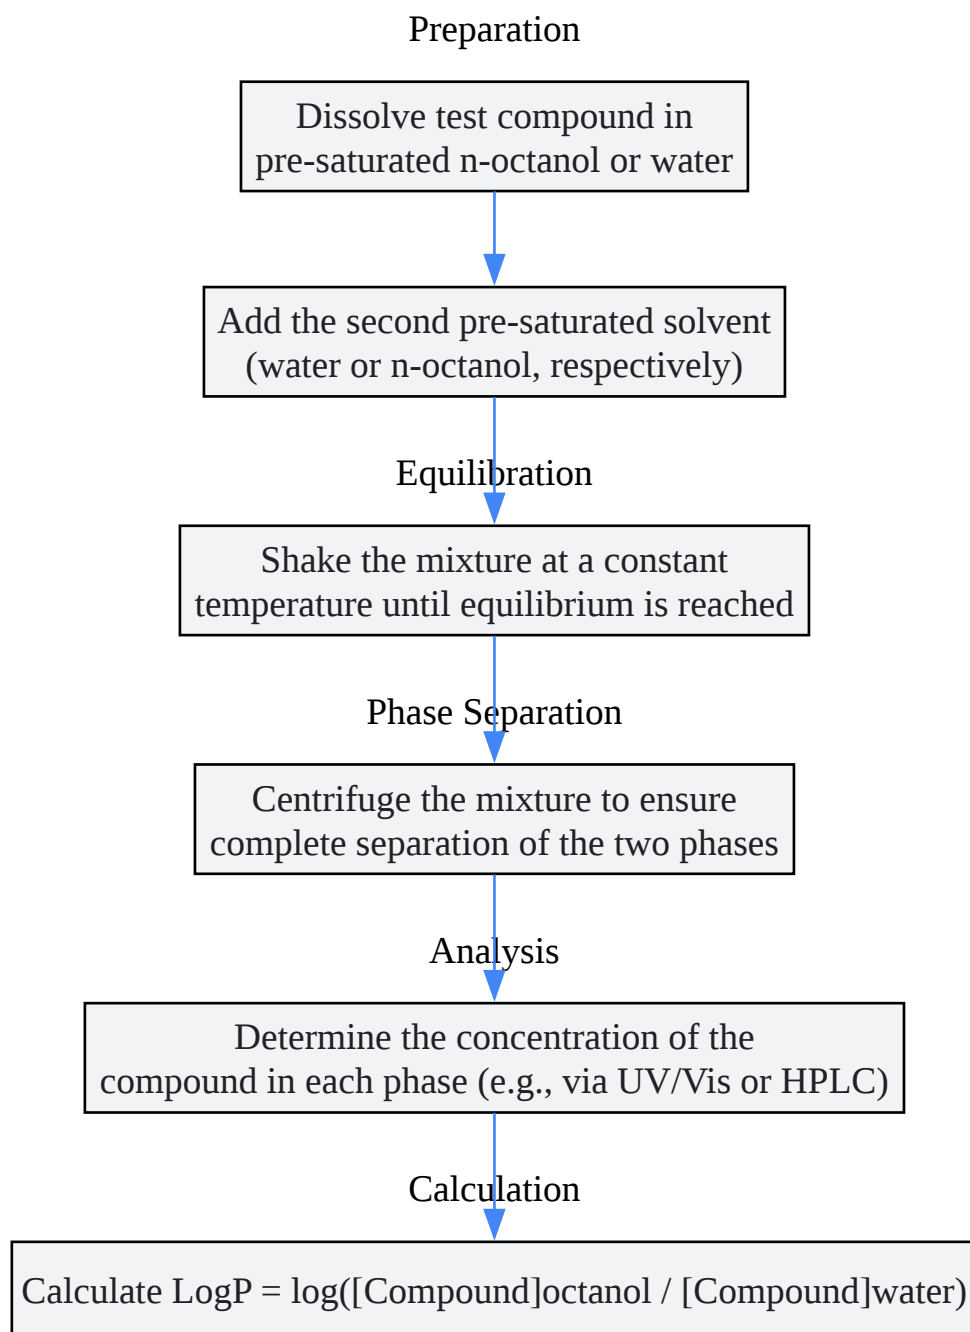 Preparation
Dissolve test compound in
pre-saturated n-octanol or water
Add the second pre-saturated solvent
(water or n-octanol, respectively)
Equilibration
Shake the mixture at a constant
temperature until equilibrium is reached
Phase Separation
Centrifuge the mixture to ensure
complete separation of the two phases
Analysis
Determine the concentration of the
compound in each phase (e.g., via UV/Vis or HPLC)
Calculation
Calculate LogP = log([Compound]octanol / [Compound]water)